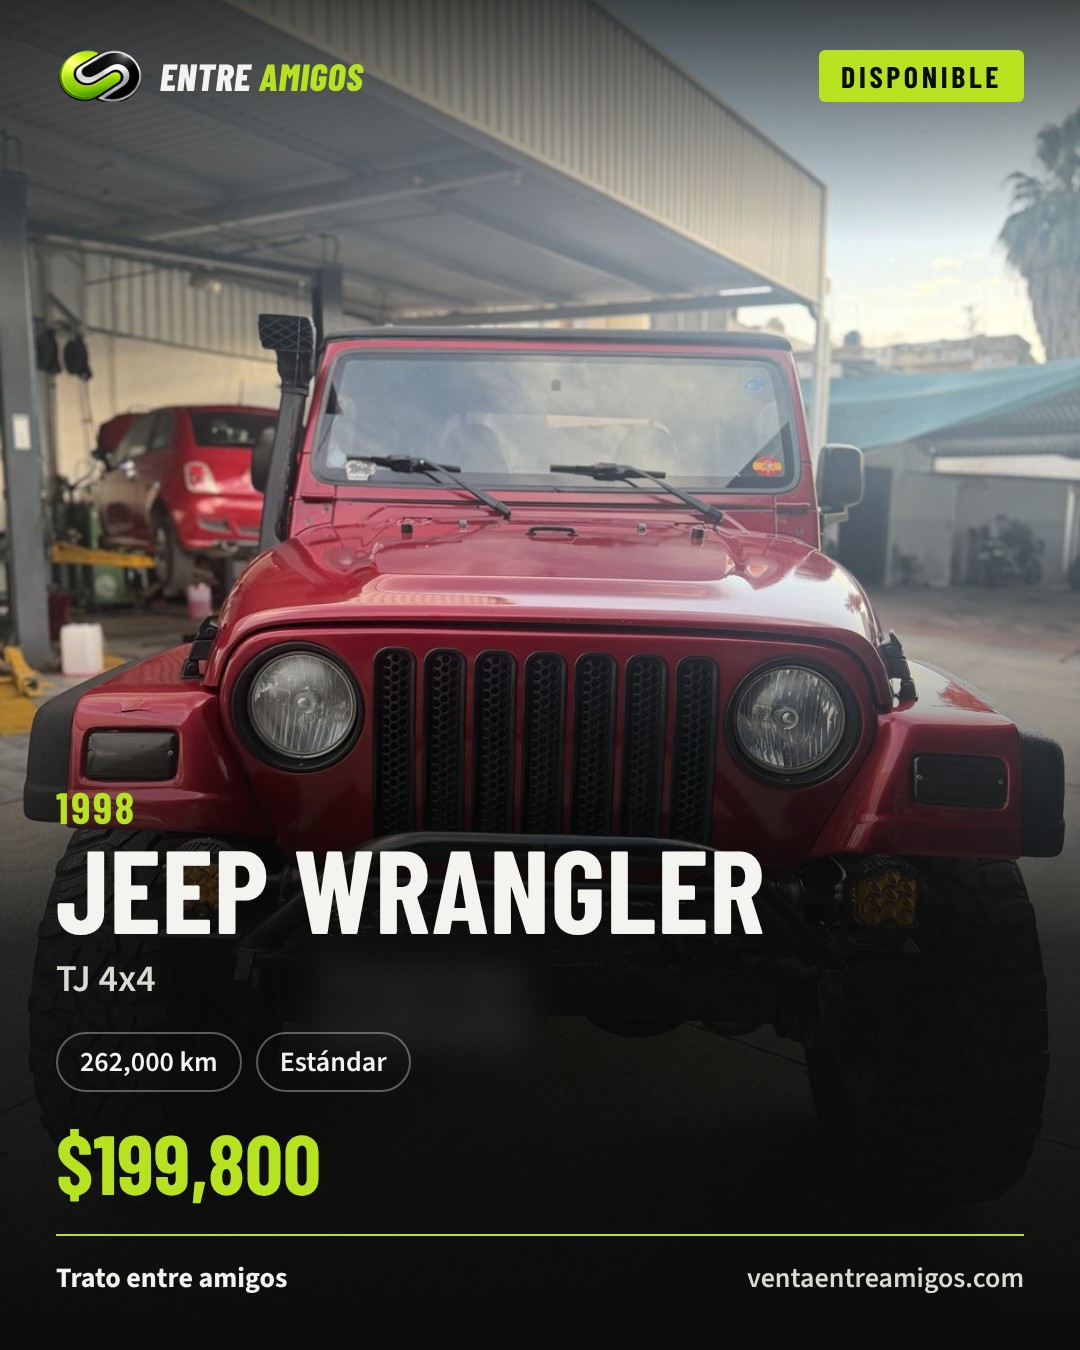 ENTRE AMIGOS
DISPONIBLE
1998
JEEP WRANGLER
TJ 4x4
262,000 km
Estándar
$199,800
Trato entre amigos
ventaentreamigos.com